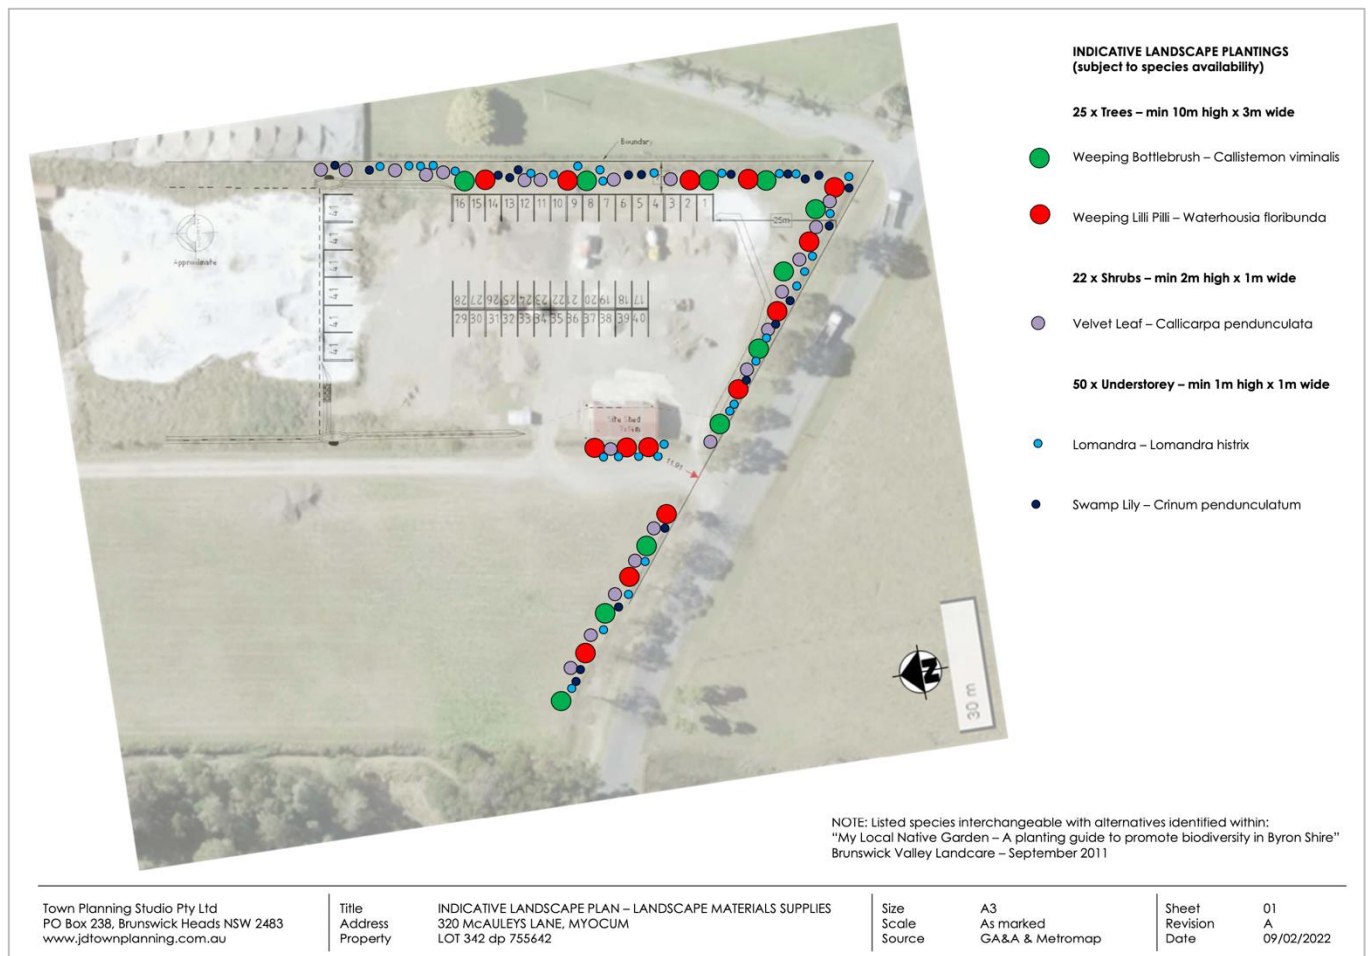 INDICATIVE LANDSCAPE PLANTINGS
(subject to species availability)
25 x Trees – min 10m high x 3m wide
Weeping Bottlebrush – Callistemon viminalis
Weeping Lilli Pilli – Waterhousia floribunda
22 x Shrubs – min 2m high x 1m wide
Velvet Leaf – Callicarpa pendunculata
50 x Understorey – min 1m high x 1m wide
Lomandra – Lomandra histrix
Swamp Lily – Crinum pendunculatum
Boundary
16 15 14 13 12 11 10 9 8 7 6 5 4 3 2 1
25m
41
41
41
41
41
41
Approximate
28 27 26 25 24 23 22 21 20 19 18 17
29 30 31 32 33 34 35 36 37 38 39 40
Site Shed
11.91
N
30 m
NOTE: Listed species interchangeable with alternatives identified within:
“My Local Native Garden – A planting guide to promote biodiversity in Byron Shire”
Brunswick Valley Landcare – September 2011
Town Planning Studio Pty Ltd
PO Box 238, Brunswick Heads NSW 2483
www.jdtownplanning.com.au
Title INDICATIVE LANDSCAPE PLAN – LANDSCAPE MATERIALS SUPPLIES
Address 320 McAULEYS LANE, MYOCUM
Property LOT 342 dp 755642
Size A3
Scale As marked
Source GA&A & Metromap
Sheet 01
Revision A
Date 09/02/2022